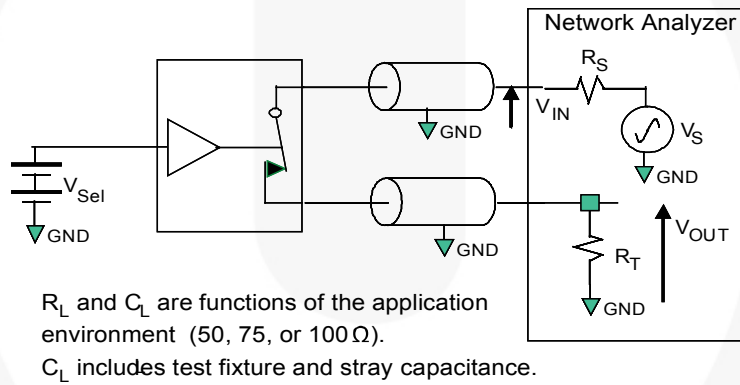 Network Analyzer
R_S
V_IN
GND
V_S
GND
V_Sel
GND
GND
V_OUT
R_T
GND
R_L and C_L are functions of the application
environment (50, 75, or 100Ω).
C_L includes test fixture and stray capacitance.